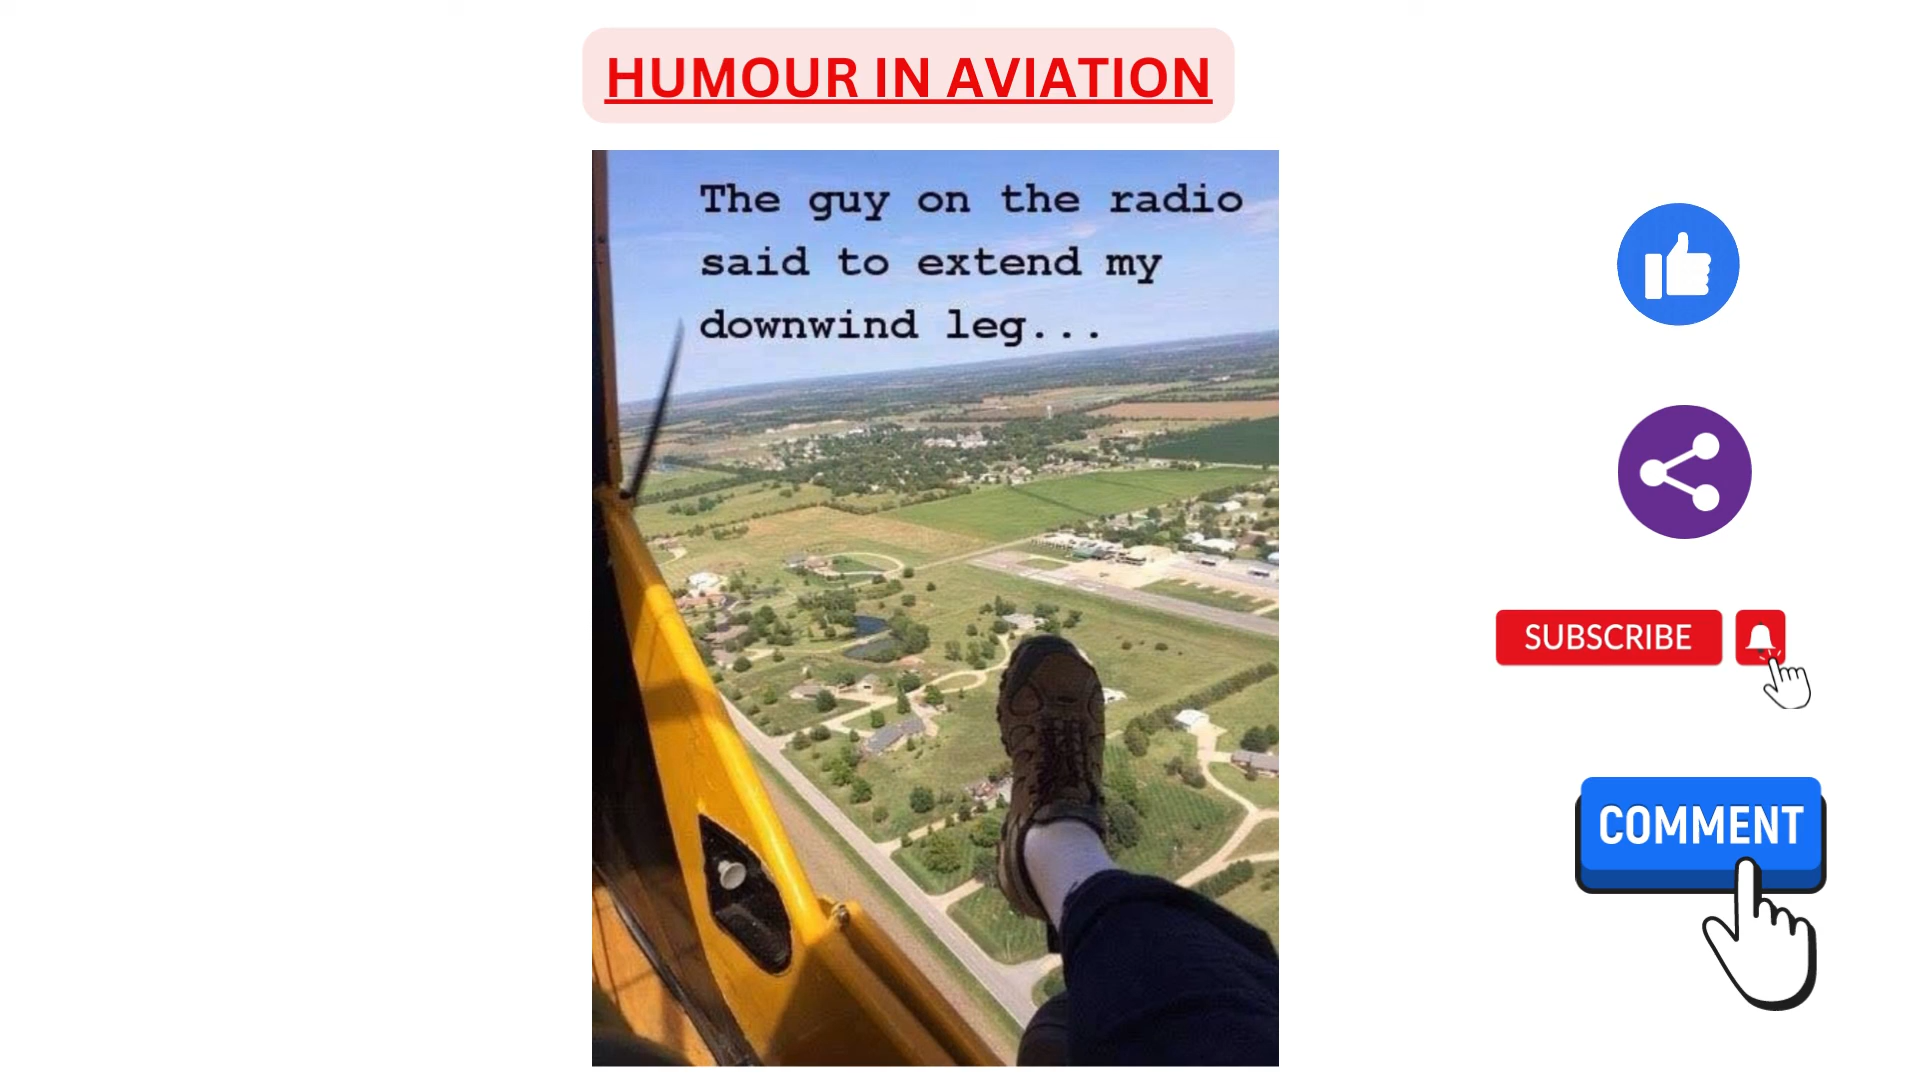 HUMOUR IN AVIATION
The guy on the radio
said to extend my
downwind leg...
SUBSCRIBE
COMMENT